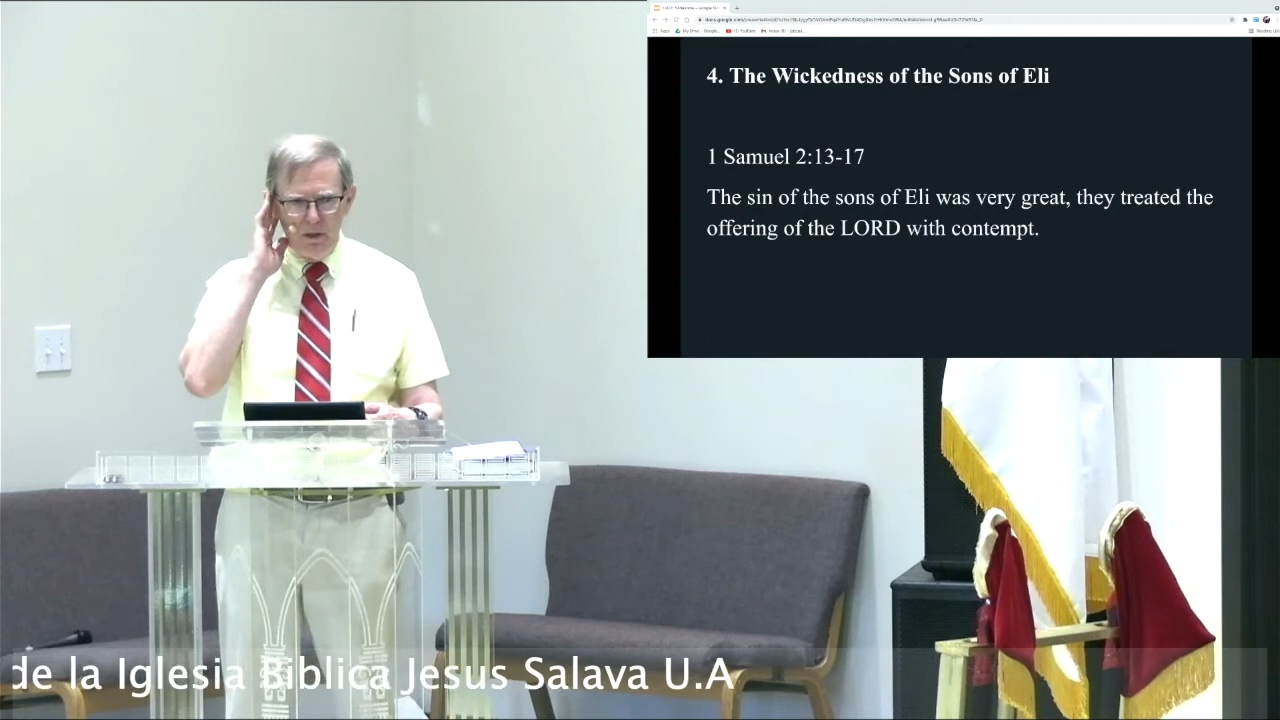 4. The Wickedness of the Sons of Eli
1 Samuel 2:13-17
The sin of the sons of Eli was very great, they treated the
offering of the LORD with contempt.
de la Iglesia Biblica Jesus Salava U.A